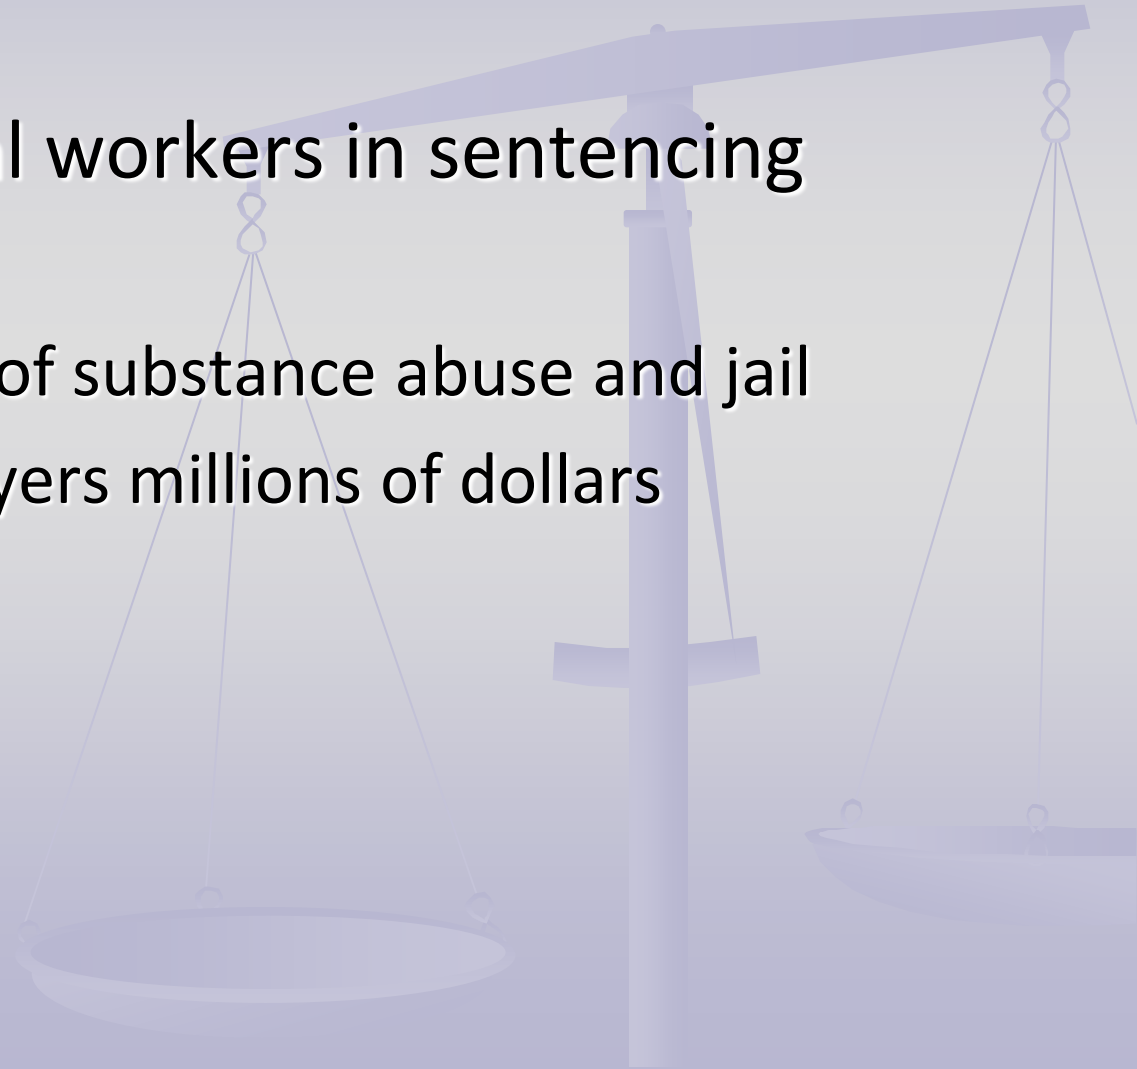 l workers in sentencing
of substance abuse and jail
yers millions of dollars